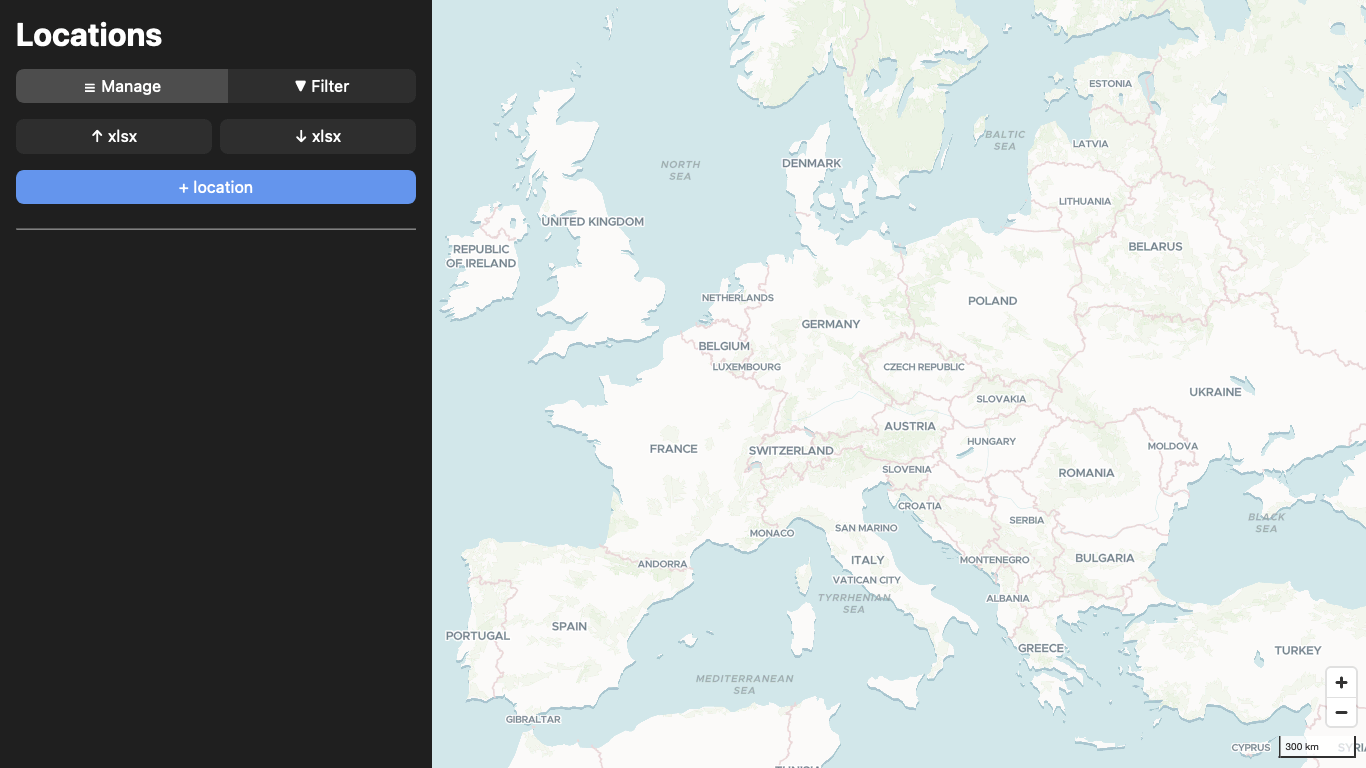 Locations
≡ Manage
▼ Filter
↑ xlsx
↓ xlsx
+ location
ESTONIA
BALTIC
SEA
LATVIA
DENMARK
NORTH
SEA
LITHUANIA
UNITED KINGDOM
REPUBLIC
OF IRELAND
BELARUS
NETHERLANDS
POLAND
GERMANY
BELGIUM
LUXEMBOURG
CZECH REPUBLIC
UKRAINE
SLOVAKIA
AUSTRIA
HUNGARY
MOLDOVA
FRANCE
SWITZERLAND
SLOVENIA
ROMANIA
CROATIA
SERBIA
BLACK
SEA
MONACO
SAN MARINO
ANDORRA
ITALY
MONTENEGRO
BULGARIA
VATICAN CITY
TYRRHENIAN
SEA
ALBANIA
SPAIN
PORTUGAL
GREECE
TURKEY
MEDITERRANEAN
SEA
GIBRALTAR
+
−
CYPRUS
300 km